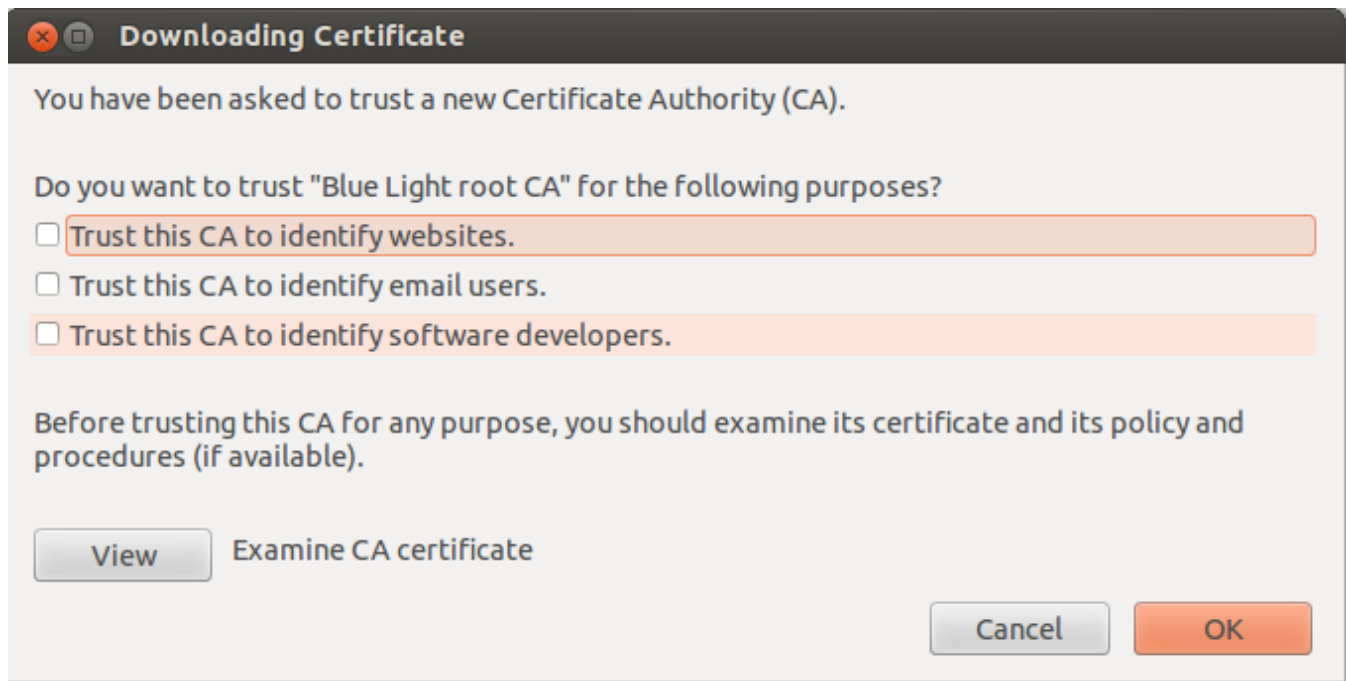 Downloading Certificate
You have been asked to trust a new Certificate Authority (CA).
Do you want to trust "Blue Light root CA" for the following purposes?
Trust this CA to identify websites.
Trust this CA to identify email users.
Trust this CA to identify software developers.
Before trusting this CA for any purpose, you should examine its certificate and its policy and
procedures (if available).
View Examine CA certificate
Cancel OK